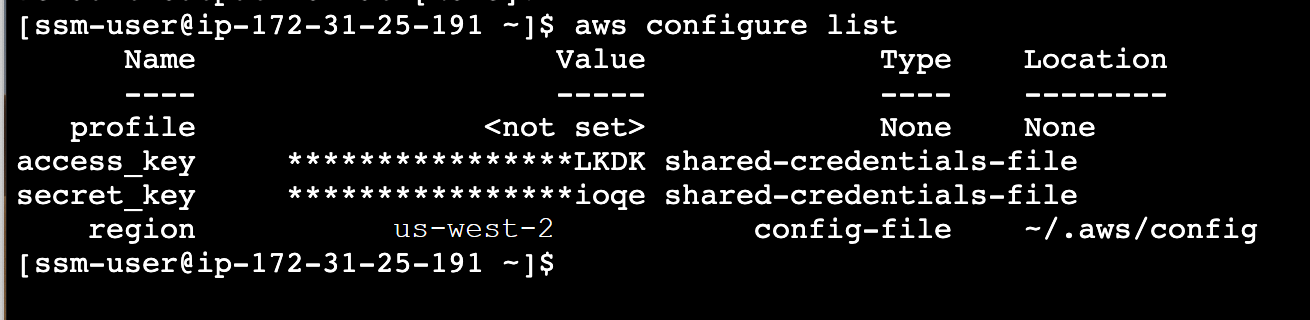 [ssm-user@ip-172-31-25-191 ~]$ aws configure list
Name Value Type Location
---- ----- ---- --------
profile <not set> None None
access_key ****************LKDK shared-credentials-file
secret_key ****************ioqe shared-credentials-file
region us-west-2 config-file ~/.aws/config
[ssm-user@ip-172-31-25-191 ~]$